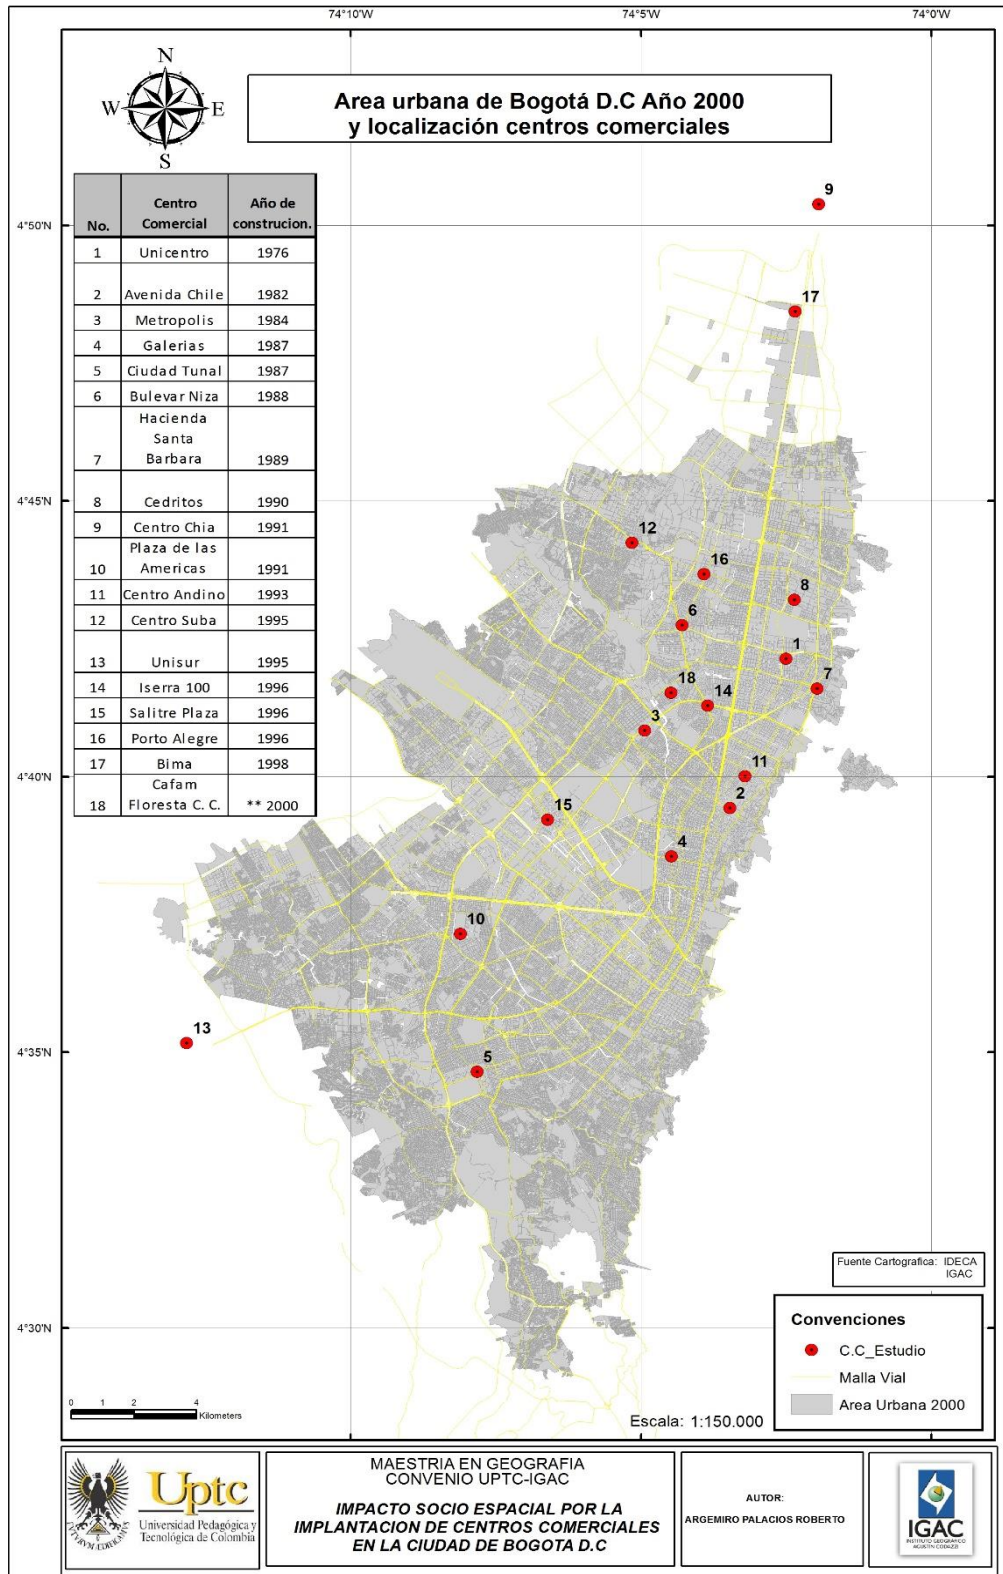 74°10'W
74°5'W
74°0'W
N
W
E
S
Area urbana de Bogotá D.C Año 2000
y localización centros comerciales
No.
Centro
Comercial
Año de
construcion.
1 Unicentro 1976
2 Avenida Chile 1982
3 Metropolis 1984
4 Galerias 1987
5 Ciudad Tunal 1987
6 Bulevar Niza 1988
Hacienda
Santa
7 Barbara 1989
8 Cedritos 1990
9 Centro Chia 1991
Plaza de las
10 Americas 1991
11 Centro Andino 1993
12 Centro Suba 1995
13 Unisur 1995
14 Iserra 100 1996
15 Salitre Plaza 1996
16 Porto Alegre 1996
17 Bima 1998
Cafam
18 Floresta C. C. ** 2000
4°50'N
4°45'N
4°40'N
4°35'N
4°30'N
9
17
12
16
8
6
1
7
18
14
3
11
2
15
4
10
13
5
Fuente Cartografica: IDECA
IGAC
Convenciones
C.C_Estudio
Malla Vial
Area Urbana 2000
0 1 2 4
Kilometers
Escala: 1:150.000
Uptc
Universidad Pedagógica y
Tecnológica de Colombia
MAESTRIA EN GEOGRAFIA
CONVENIO UPTC-IGAC
IMPACTO SOCIO ESPACIAL POR LA
IMPLANTACION DE CENTROS COMERCIALES
EN LA CIUDAD DE BOGOTA D.C
AUTOR:
ARGEMIRO PALACIOS ROBERTO
IGAC
INSTITUTO GEOGRÁFICO
AGUSTÍN CODAZZI